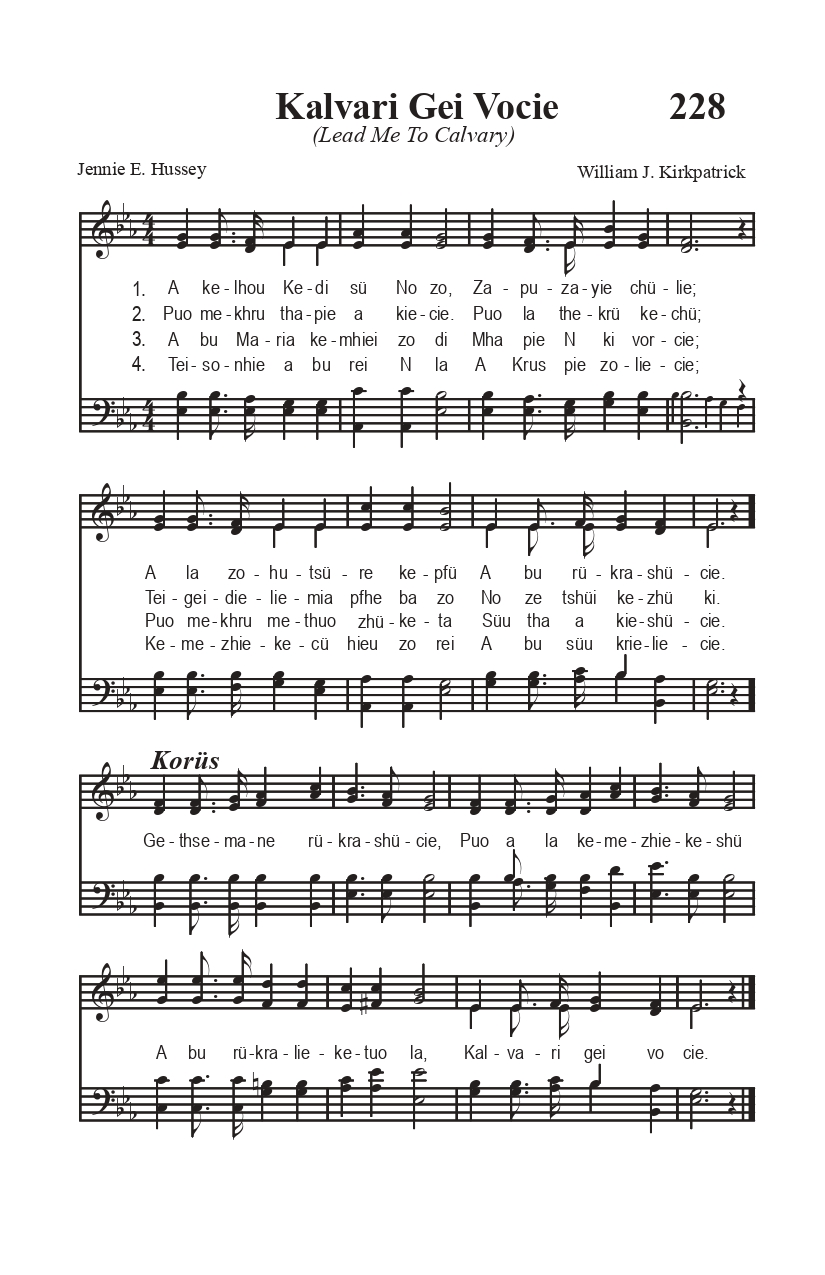 Kalvari Gei Vocie 228
(Lead Me To Calvary)
Jennie E. Hussey William J. Kirkpatrick
1. A ke - lhou Ke - di sü No zo, Za - pu - za - yie chü - lie;
2. Puo me - khru tha - pie a kie - cie. Puo la the - krü ke - chü;
3. A bu Ma - ria ke - mhiei zo di Mha pie N ki vor - cie;
4. Tei - so - nhie a bu rei N la A Krus pie zo - lie - cie;
A la zo - hu - tsü - re ke - pfü A bu rü - kra - shü - cie.
Tei - gei - die - lie - mia pfhe ba zo No ze tshüi ke - zhü ki.
Puo me - khru me - thuo zhü - ke - ta Süu tha a kie - shü - cie.
Ke - me - zhie - ke - cü hieu zo rei A bu süu krie - lie - cie.
Korüs
Ge - thse - ma - ne rü - kra - shü - cie, Puo a la ke - me - zhie - ke - shü
A bu rü - kra - lie - ke - tuo la, Kal - va - ri gei vo cie.